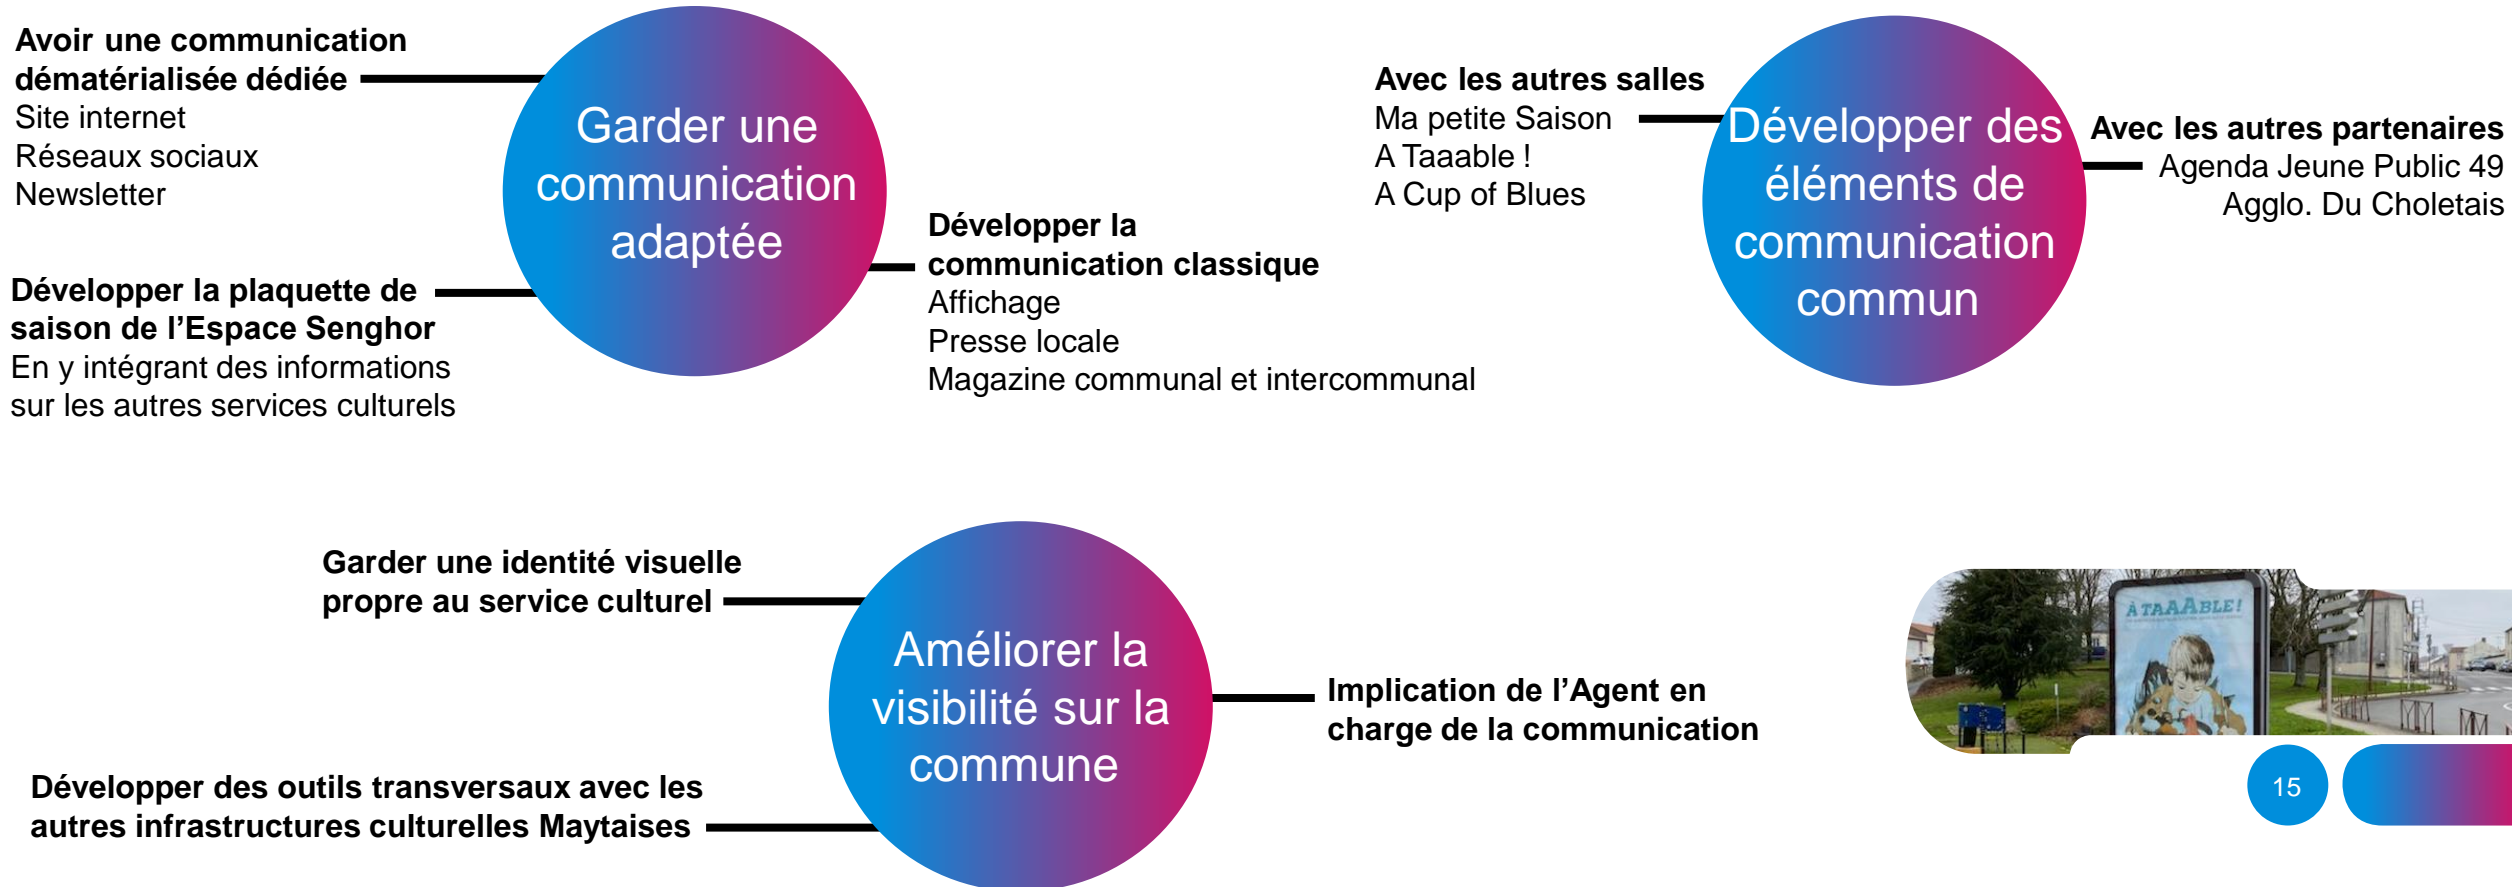 Avoir une communication
dématérialisée dédiée
Site internet
Réseaux sociaux
Newsletter
Garder une
communication
adaptée
Développer la plaquette de
saison de l’Espace Senghor
En y intégrant des informations
sur les autres services culturels
Développer la
communication classique
Affichage
Presse locale
Magazine communal et intercommunal
Avec les autres salles
Ma petite Saison
A Taaable !
A Cup of Blues
Développer des
éléments de
communication
commun
Avec les autres partenaires
Agenda Jeune Public 49
Agglo. Du Choletais
Garder une identité visuelle
propre au service culturel
Améliorer la
visibilité sur la
commune
Développer des outils transversaux avec les
autres infrastructures culturelles Maytaises
Implication de l’Agent en
charge de la communication
À TAAABLE!
15